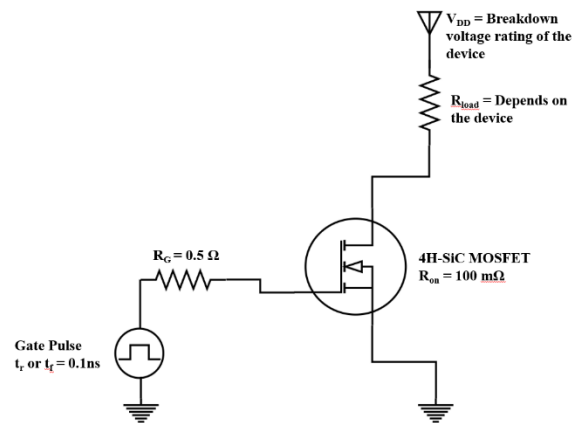 V_DD = Breakdown
voltage rating of the
device
R_load = Depends on
the device
R_G = 0.5 Ω
4H-SiC MOSFET
R_on = 100 mΩ
Gate Pulse
t_r or t_f = 0.1ns